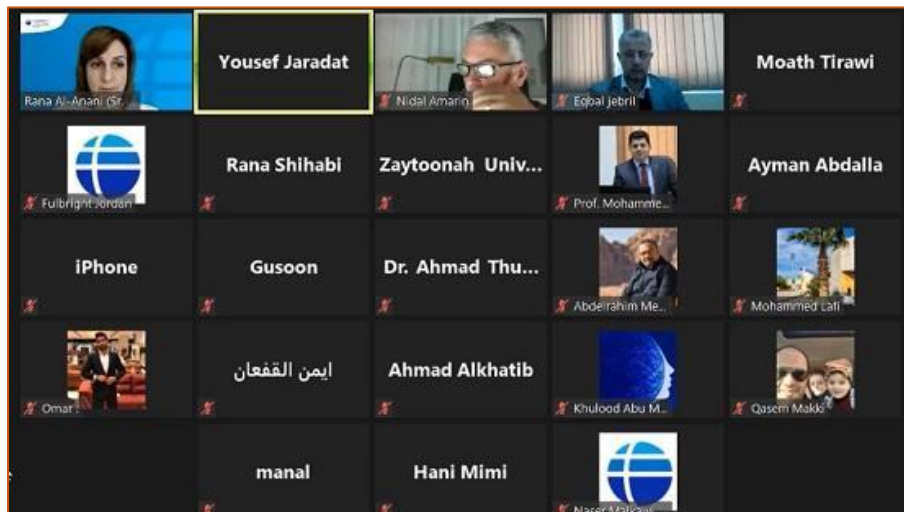 Rana Al-Anani (Sr.
Yousef Jaradat
Nidal Amarin
Eqbal Jebril
Moath Tirawi
Fulbright Jordan
Rana Shihabi
Zaytoonah Univ...
Prof. Mohamme...
Ayman Abdalla
iPhone
Gusoon
Dr. Ahmad Thu...
Abdelrahim Me...
Mohammed Lafi
Omar
ايمن القفعان
Ahmad Alkhatib
Khulood Abu M...
Qasem Makki
manal
Hani Mimi
Naser Malkaw